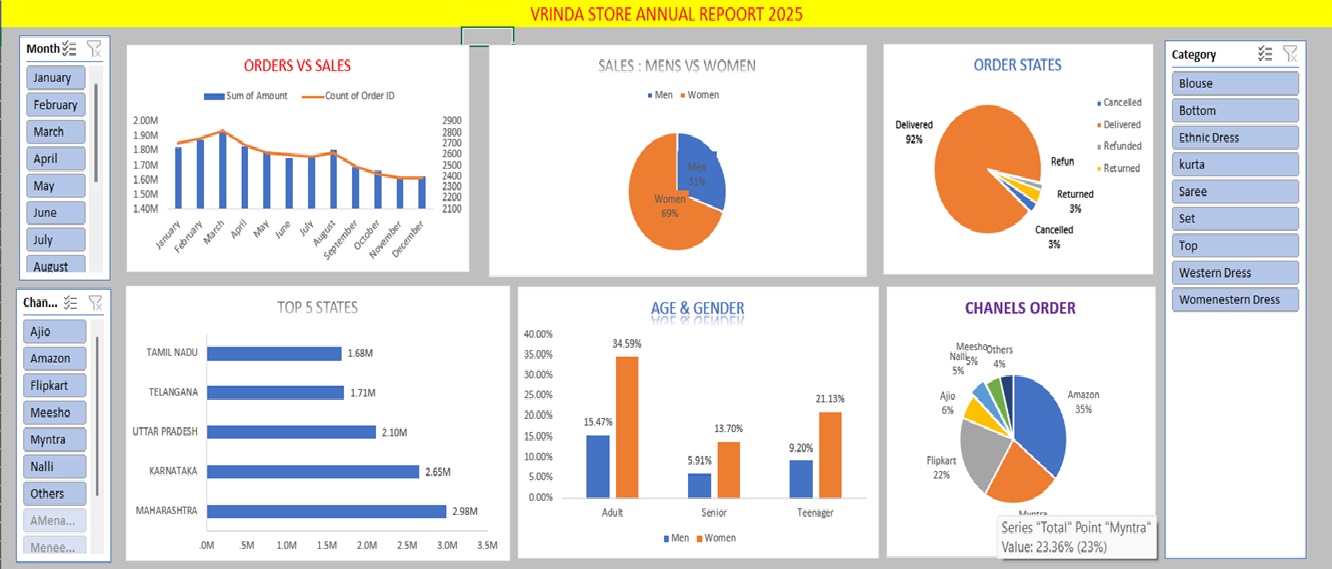 VRINDA STORE ANNUAL REPOORT 2025
Month
January
February
March
April
May
June
July
August
Chan...
Ajio
Amazon
Flipkart
Meesho
Myntra
Nalli
Others
AMena...
Menee...
ORDERS VS SALES
Sum of Amount
Count of Order ID
2.00M
1.90M
1.80M
1.70M
1.60M
1.50M
1.40M
2900
2800
2700
2600
2500
2400
2300
2200
2100
January
February
March
April
May
June
July
August
September
October
November
December
SALES : MENS VS WOMEN
Men
Women
Men
31%
Women
69%
ORDER STATES
Cancelled
Delivered
Refunded
Returned
Delivered
92%
Refun
Returned
3%
Cancelled
3%
TOP 5 STATES
TAMIL NADU 1.68M
TELANGANA 1.71M
UTTAR PRADESH 2.10M
KARNATAKA 2.65M
MAHARASHTRA 2.98M
.0M .5M 1.0M 1.5M 2.0M 2.5M 3.0M 3.5M
AGE & GENDER
40.00%
35.00%
30.00%
25.00%
20.00%
15.00%
10.00%
5.00%
0.00%
15.47%
34.59%
5.91%
13.70%
9.20%
21.13%
Adult
Senior
Teenager
Men
Women
CHANELS ORDER
Meesho
5%
Others
4%
Nalli
5%
Ajio
6%
Amazon
35%
Flipkart
22%
Myntra
Series "Total" Point "Myntra"
Value: 23.36% (23%)
Category
Blouse
Bottom
Ethnic Dress
kurta
Saree
Set
Top
Western Dress
Womenestern Dress